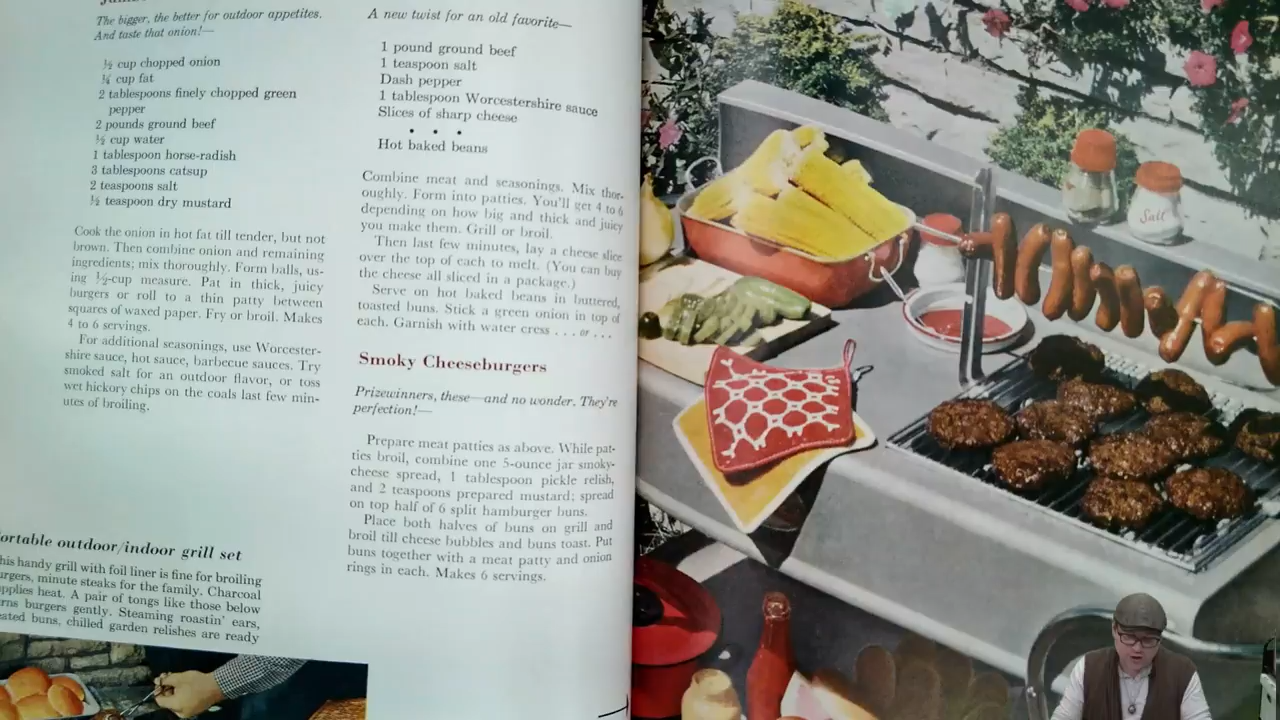 The bigger, the better for outdoor appetites.
And taste that onion!—
½ cup chopped onion
¼ cup fat
2 tablespoons finely chopped green
pepper
2 pounds ground beef
½ cup water
1 tablespoon horse-radish
3 tablespoons catsup
2 teaspoons salt
½ teaspoon dry mustard
Cook the onion in hot fat till tender, but not
brown. Then combine onion and remaining
ingredients; mix thoroughly. Form balls, us-
ing ½-cup measure. Pat in thick, juicy
burgers or roll to a thin patty between
squares of waxed paper. Fry or broil. Makes
4 to 6 servings.
For additional seasonings, use Worcester-
shire sauce, hot sauce, barbecue sauces. Try
smoked salt for an outdoor flavor, or toss
wet hickory chips on the coals last few min-
utes of broiling.
ortable outdoor/indoor grill set
his handy grill with foil liner is fine for broiling
urgers, minute steaks for the family. Charcoal
pplies heat. A pair of tongs like those below
rns burgers gently. Steaming roastin' ears,
eated buns, chilled garden relishes are ready
A new twist for an old favorite—
1 pound ground beef
1 teaspoon salt
Dash pepper
1 tablespoon Worcestershire sauce
Slices of sharp cheese
• • •
Hot baked beans
Combine meat and seasonings. Mix thor-
oughly. Form into patties. You'll get 4 to 6
depending on how big and thick and juicy
you make them. Grill or broil.
Then last few minutes, lay a cheese slice
over the top of each to melt. (You can buy
the cheese all sliced in a package.)
Serve on hot baked beans in buttered,
toasted buns. Stick a green onion in top of
each. Garnish with water cress . . . or . . .
Smoky Cheeseburgers
Prizewinners, these—and no wonder. They're
perfection!—
Prepare meat patties as above. While pat-
ties broil, combine one 5-ounce jar smoky-
cheese spread, 1 tablespoon pickle relish,
and 2 teaspoons prepared mustard; spread
on top half of 6 split hamburger buns.
Place both halves of buns on grill and
broil till cheese bubbles and buns toast. Put
buns together with a meat patty and onion
rings in each. Makes 6 servings.
Salt